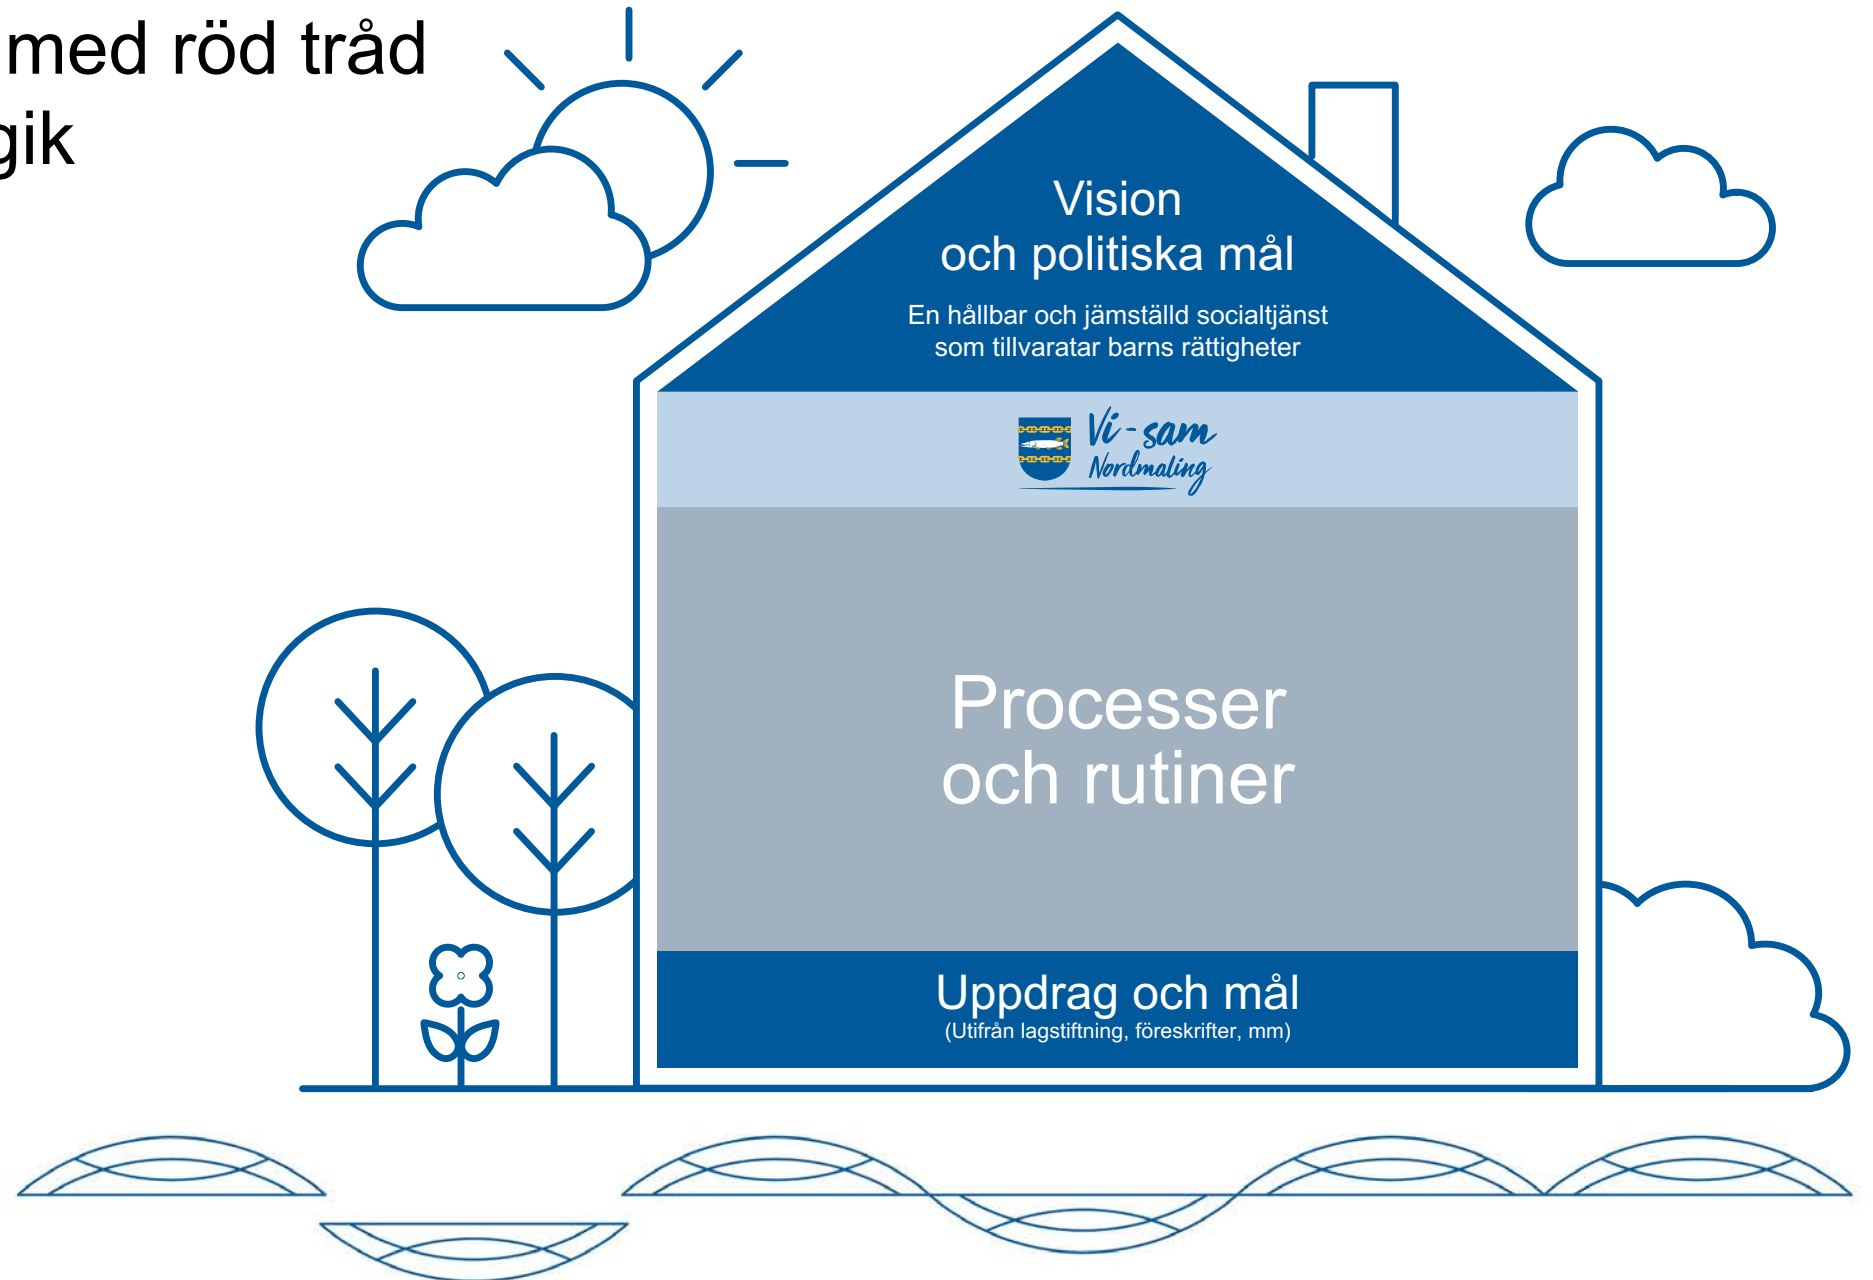 med röd tråd
gik
Vision
och politiska mål
En hållbar och jämställd socialtjänst
som tillvaratar barns rättigheter
Vi-sam
Nordmaling
Processer
och rutiner
Uppdrag och mål
(Utifrån lagstiftning, föreskrifter, mm)